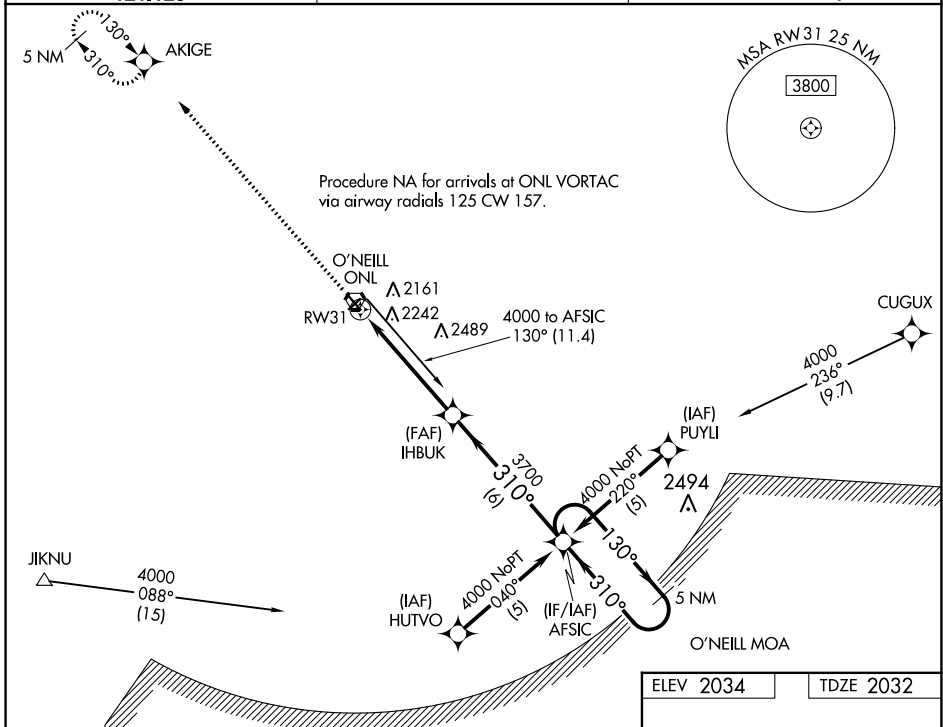 130°
5 NM
310°
AKIGE
MSA RW31 25 NM
3800
Procedure NA for arrivals at ONL VORTAC
via airway radials 125 CW 157.
O'NEILL
ONL
2161
RW31
2242
2489
4000 to AFSIC
130° (11.4)
CUGUX
4000
236°
(9.7)
(IAF)
PUYLI
(FAF)
IHBUK
3700
310°
(6)
4000 NoPT
220°
(5)
2494
130°
JIKNU
4000
088°
(15)
4000 NoPT
040°
(5)
(IAF)
HUTVO
(IF/IAF)
AFSIC
310°
5 NM
O'NEILL MOA
ELEV 2034
TDZE 2032